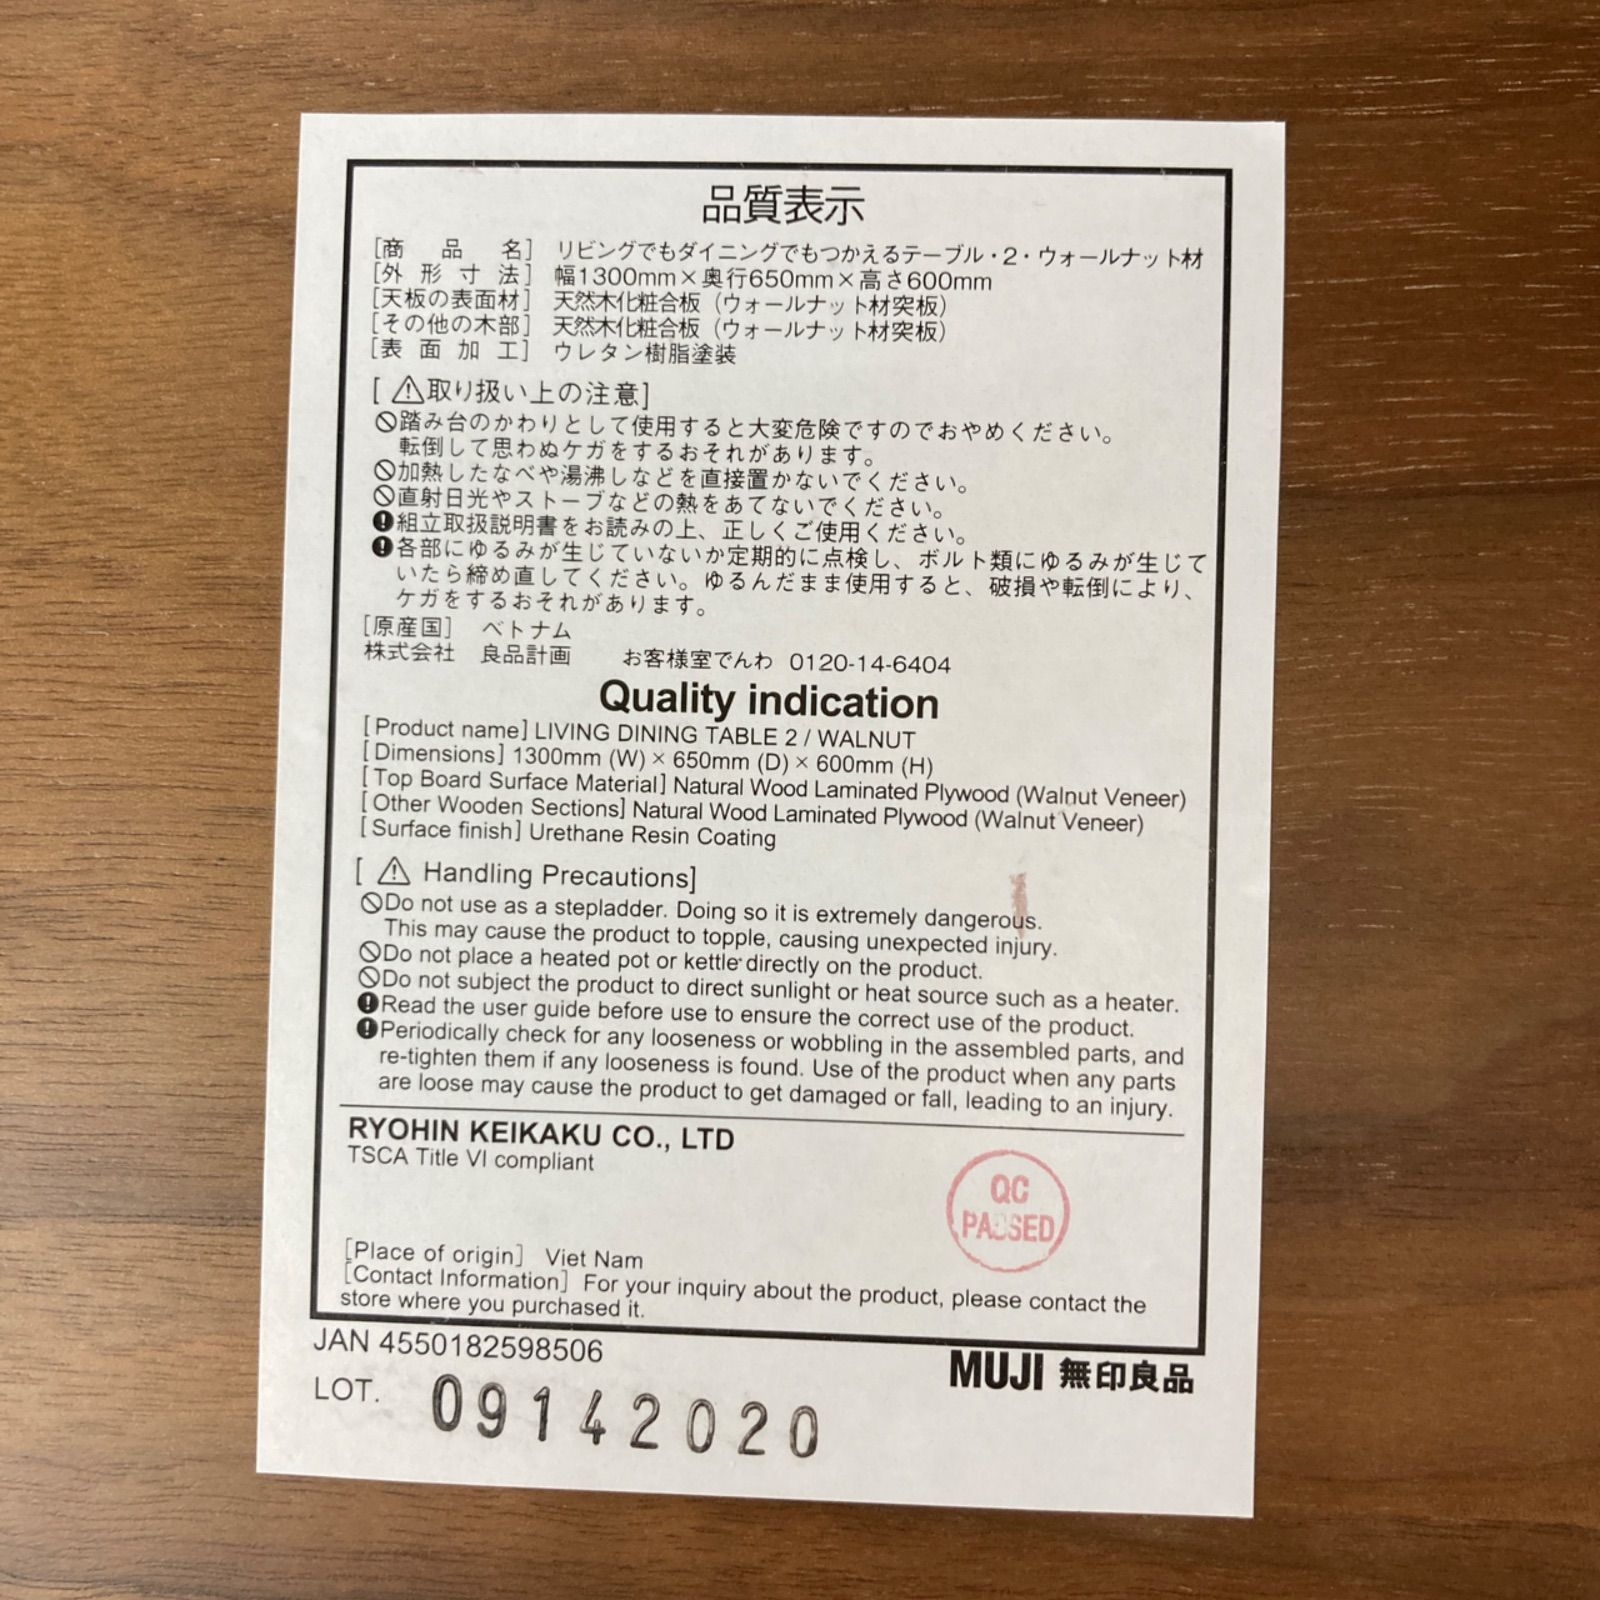 品質表示
[商品名] リビングでもダイニングでもつかえるテーブル・2・ウォールナット材
[外形寸法] 幅1300mm×奥行650mm×高さ600mm
[天板の表面材] 天然木化粧合板（ウォールナット材突板）
[その他の木部] 天然木化粧合板（ウォールナット材突板）
[表面加工] ウレタン樹脂塗装
[⚠取り扱い上の注意]
踏み台のかわりとして使用すると大変危険ですのでおやめください。
転倒して思わぬケガをするおそれがあります。
加熱したなべや湯沸しなどを直接置かないでください。
直射日光やストーブなどの熱をあてないでください。
組立取扱説明書をお読みの上、正しくご使用ください。
各部にゆるみが生じていないか定期的に点検し、ボルト類にゆるみが生じて
いたら締め直してください。ゆるんだまま使用すると、破損や転倒により、
ケガをするおそれがあります。
[原産国] ベトナム
株式会社 良品計画 お客様室でんわ 0120-14-6404
Quality indication
[Product name] LIVING DINING TABLE 2 / WALNUT
[Dimensions] 1300mm (W) × 650mm (D) × 600mm (H)
[Top Board Surface Material] Natural Wood Laminated Plywood (Walnut Veneer)
[Other Wooden Sections] Natural Wood Laminated Plywood (Walnut Veneer)
[Surface finish] Urethane Resin Coating
[⚠ Handling Precautions]
Do not use as a stepladder. Doing so it is extremely dangerous.
This may cause the product to topple, causing unexpected injury.
Do not place a heated pot or kettle directly on the product.
Do not subject the product to direct sunlight or heat source such as a heater.
Read the user guide before use to ensure the correct use of the product.
Periodically check for any looseness or wobbling in the assembled parts, and
re-tighten them if any looseness is found. Use of the product when any parts
are loose may cause the product to get damaged or fall, leading to an injury.
RYOHIN KEIKAKU CO., LTD
TSCA Title VI compliant
QC
PASSED
[Place of origin] Viet Nam
[Contact Information] For your inquiry about the product, please contact the
store where you purchased it.
JAN 4550182598506
MUJI 無印良品
LOT. 09142020